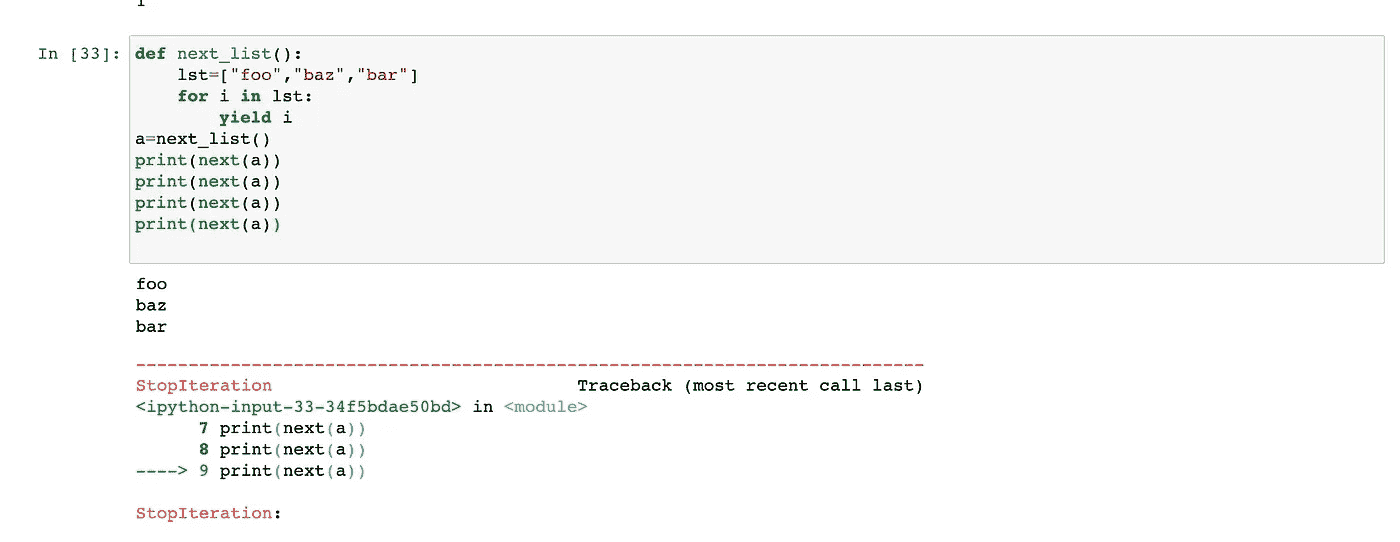 In [33]: def next_list():
    lst=["foo","baz","bar"]
    for i in lst:
        yield i
a=next_list()
print(next(a))
print(next(a))
print(next(a))
print(next(a))
foo
baz
bar
---------------------------------------------------------------------------
StopIteration                             Traceback (most recent call last)
<ipython-input-33-34f5bdae50bd> in <module>
      7 print(next(a))
      8 print(next(a))
----> 9 print(next(a))
StopIteration: